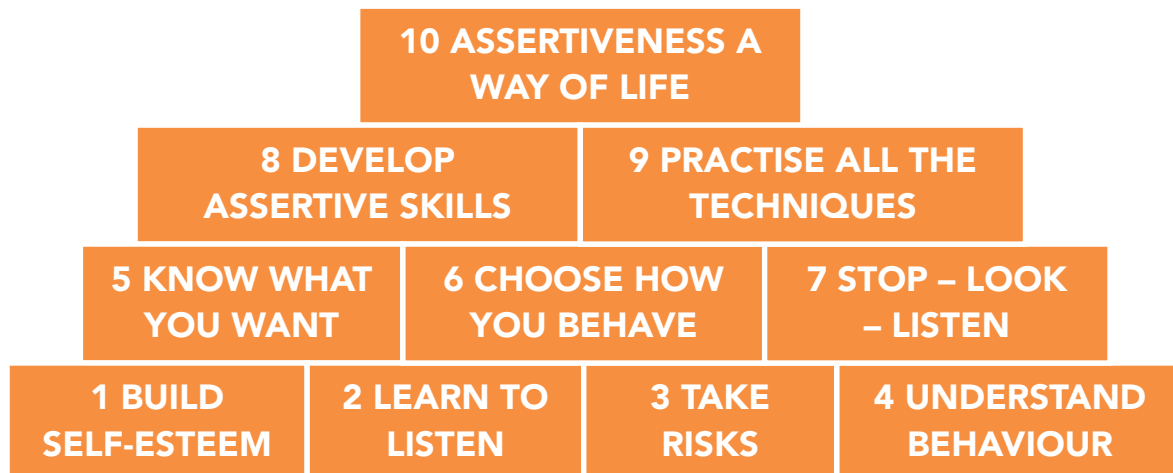 10 ASSERTIVENESS A
WAY OF LIFE
8 DEVELOP
ASSERTIVE SKILLS
9 PRACTISE ALL THE
TECHNIQUES
5 KNOW WHAT
YOU WANT
6 CHOOSE HOW
YOU BEHAVE
7 STOP – LOOK
– LISTEN
1 BUILD
SELF-ESTEEM
2 LEARN TO
LISTEN
3 TAKE
RISKS
4 UNDERSTAND
BEHAVIOUR